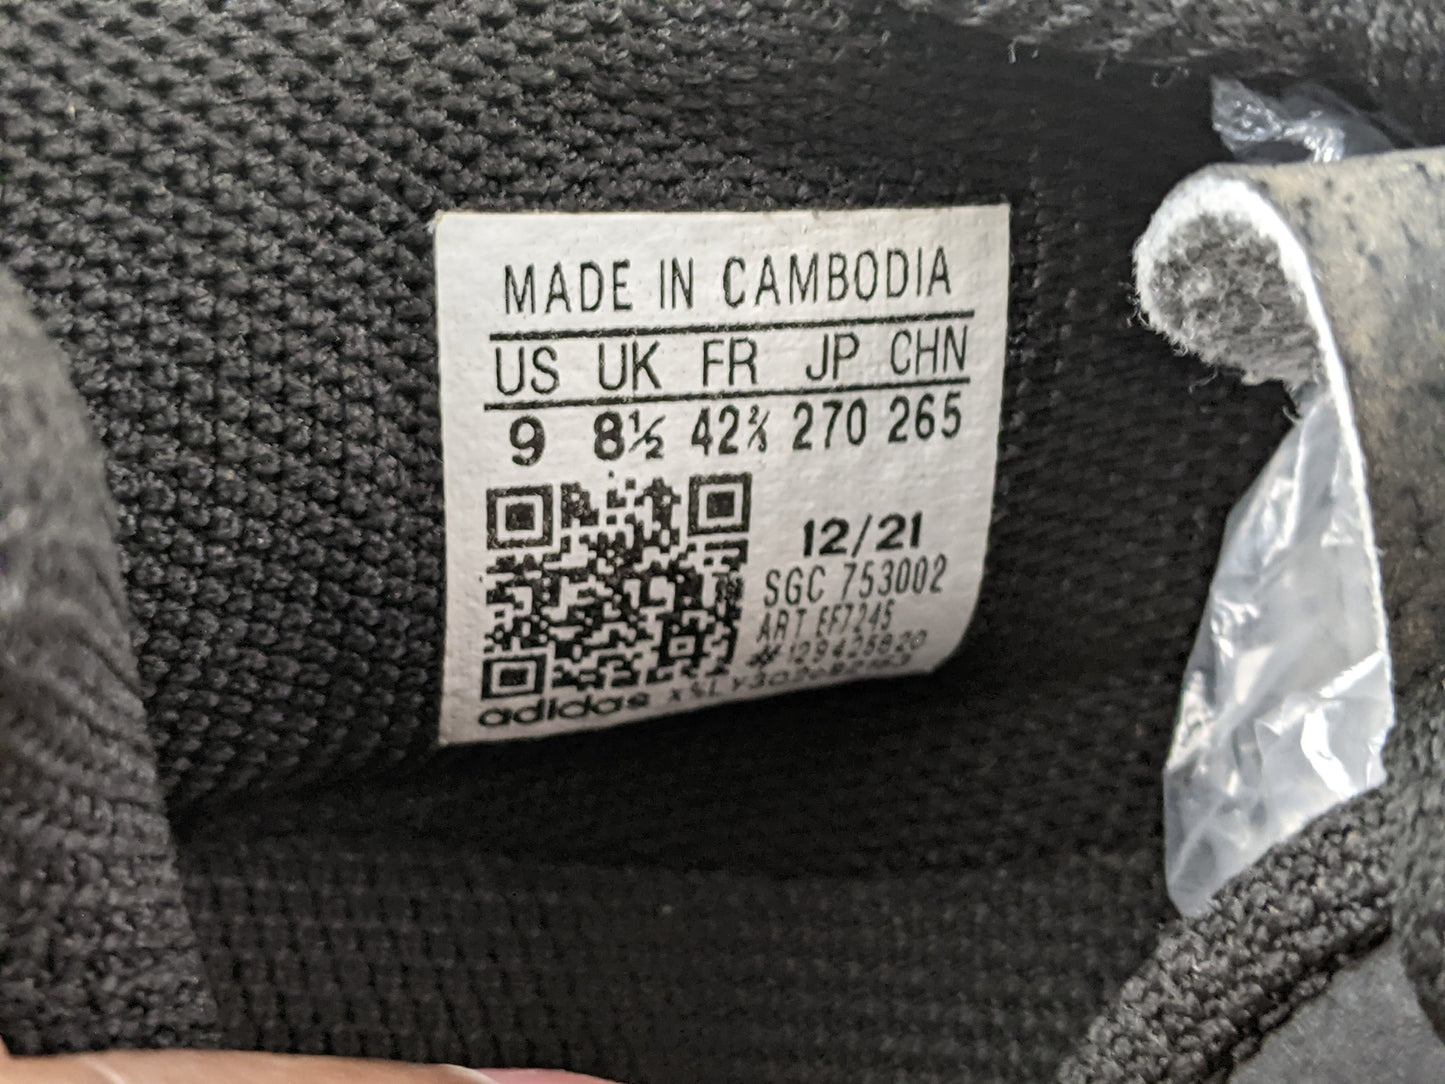 MADE IN CAMBODIA
US UK FR JP CHN
9 8½ 42⅔ 270 265
12/21
SGC 753002
ART EF7245
# 129425820
adidas